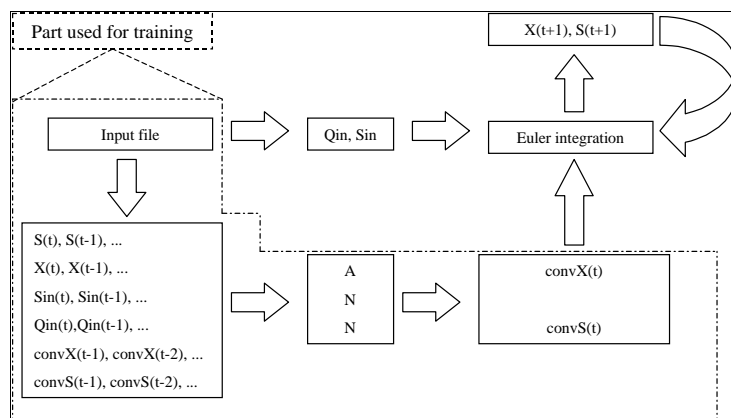 Part used for training
X(t+1), S(t+1)
Input file
Qin, Sin
Euler integration
S(t), S(t-1), ...
X(t), X(t-1), ...
Sin(t), Sin(t-1), ...
Qin(t),Qin(t-1), ...
convX(t-1), convX(t-2), ...
convS(t-1), convS(t-2), ...
A
N
N
convX(t)
convS(t)